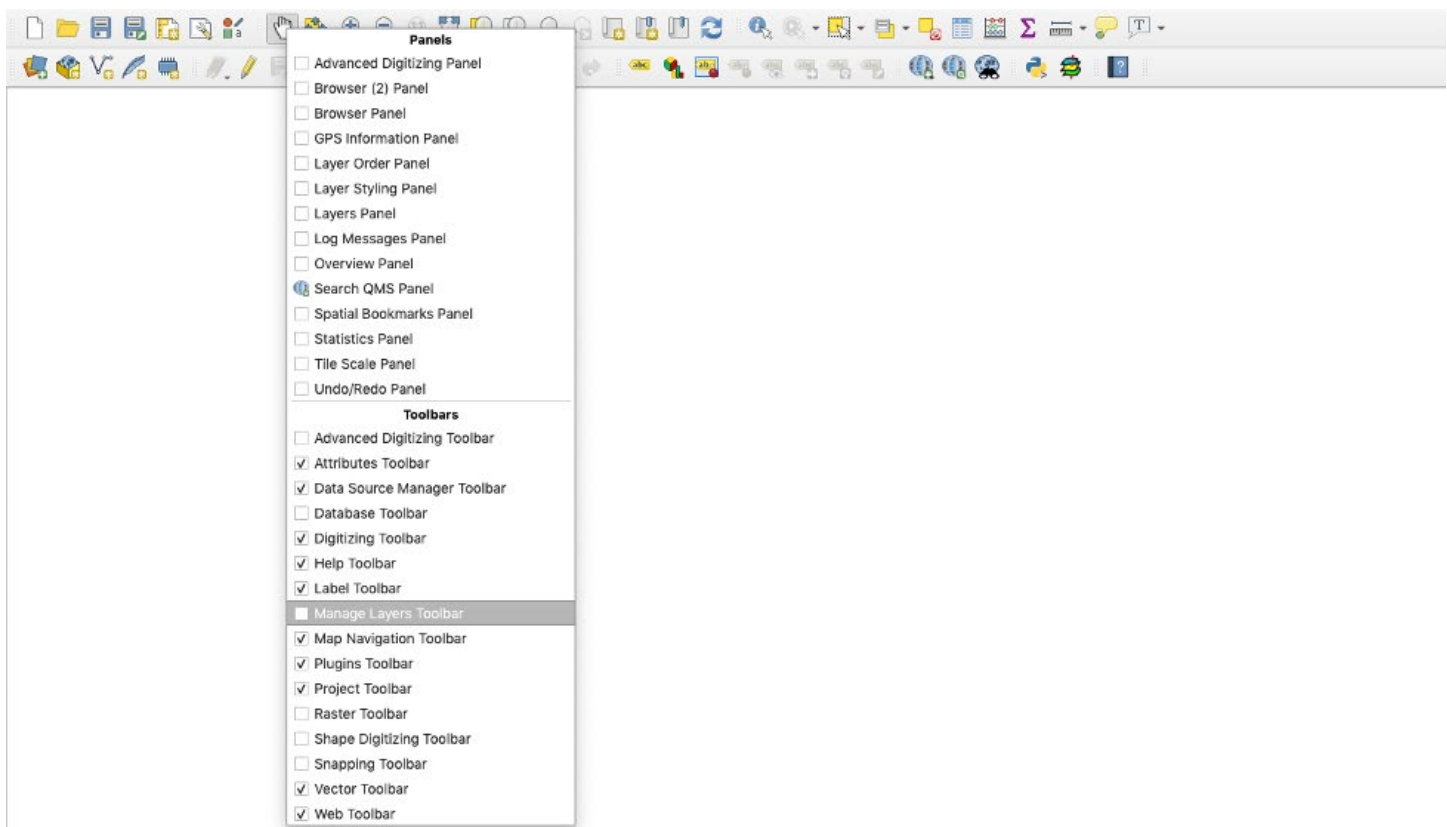 Panels
Advanced Digitizing Panel
Browser (2) Panel
Browser Panel
GPS Information Panel
Layer Order Panel
Layer Styling Panel
Layers Panel
Log Messages Panel
Overview Panel
Search QMS Panel
Spatial Bookmarks Panel
Statistics Panel
Tile Scale Panel
Undo/Redo Panel
Toolbars
Advanced Digitizing Toolbar
Attributes Toolbar
Data Source Manager Toolbar
Database Toolbar
Digitizing Toolbar
Help Toolbar
Label Toolbar
Manage Layers Toolbar
Map Navigation Toolbar
Plugins Toolbar
Project Toolbar
Raster Toolbar
Shape Digitizing Toolbar
Snapping Toolbar
Vector Toolbar
Web Toolbar